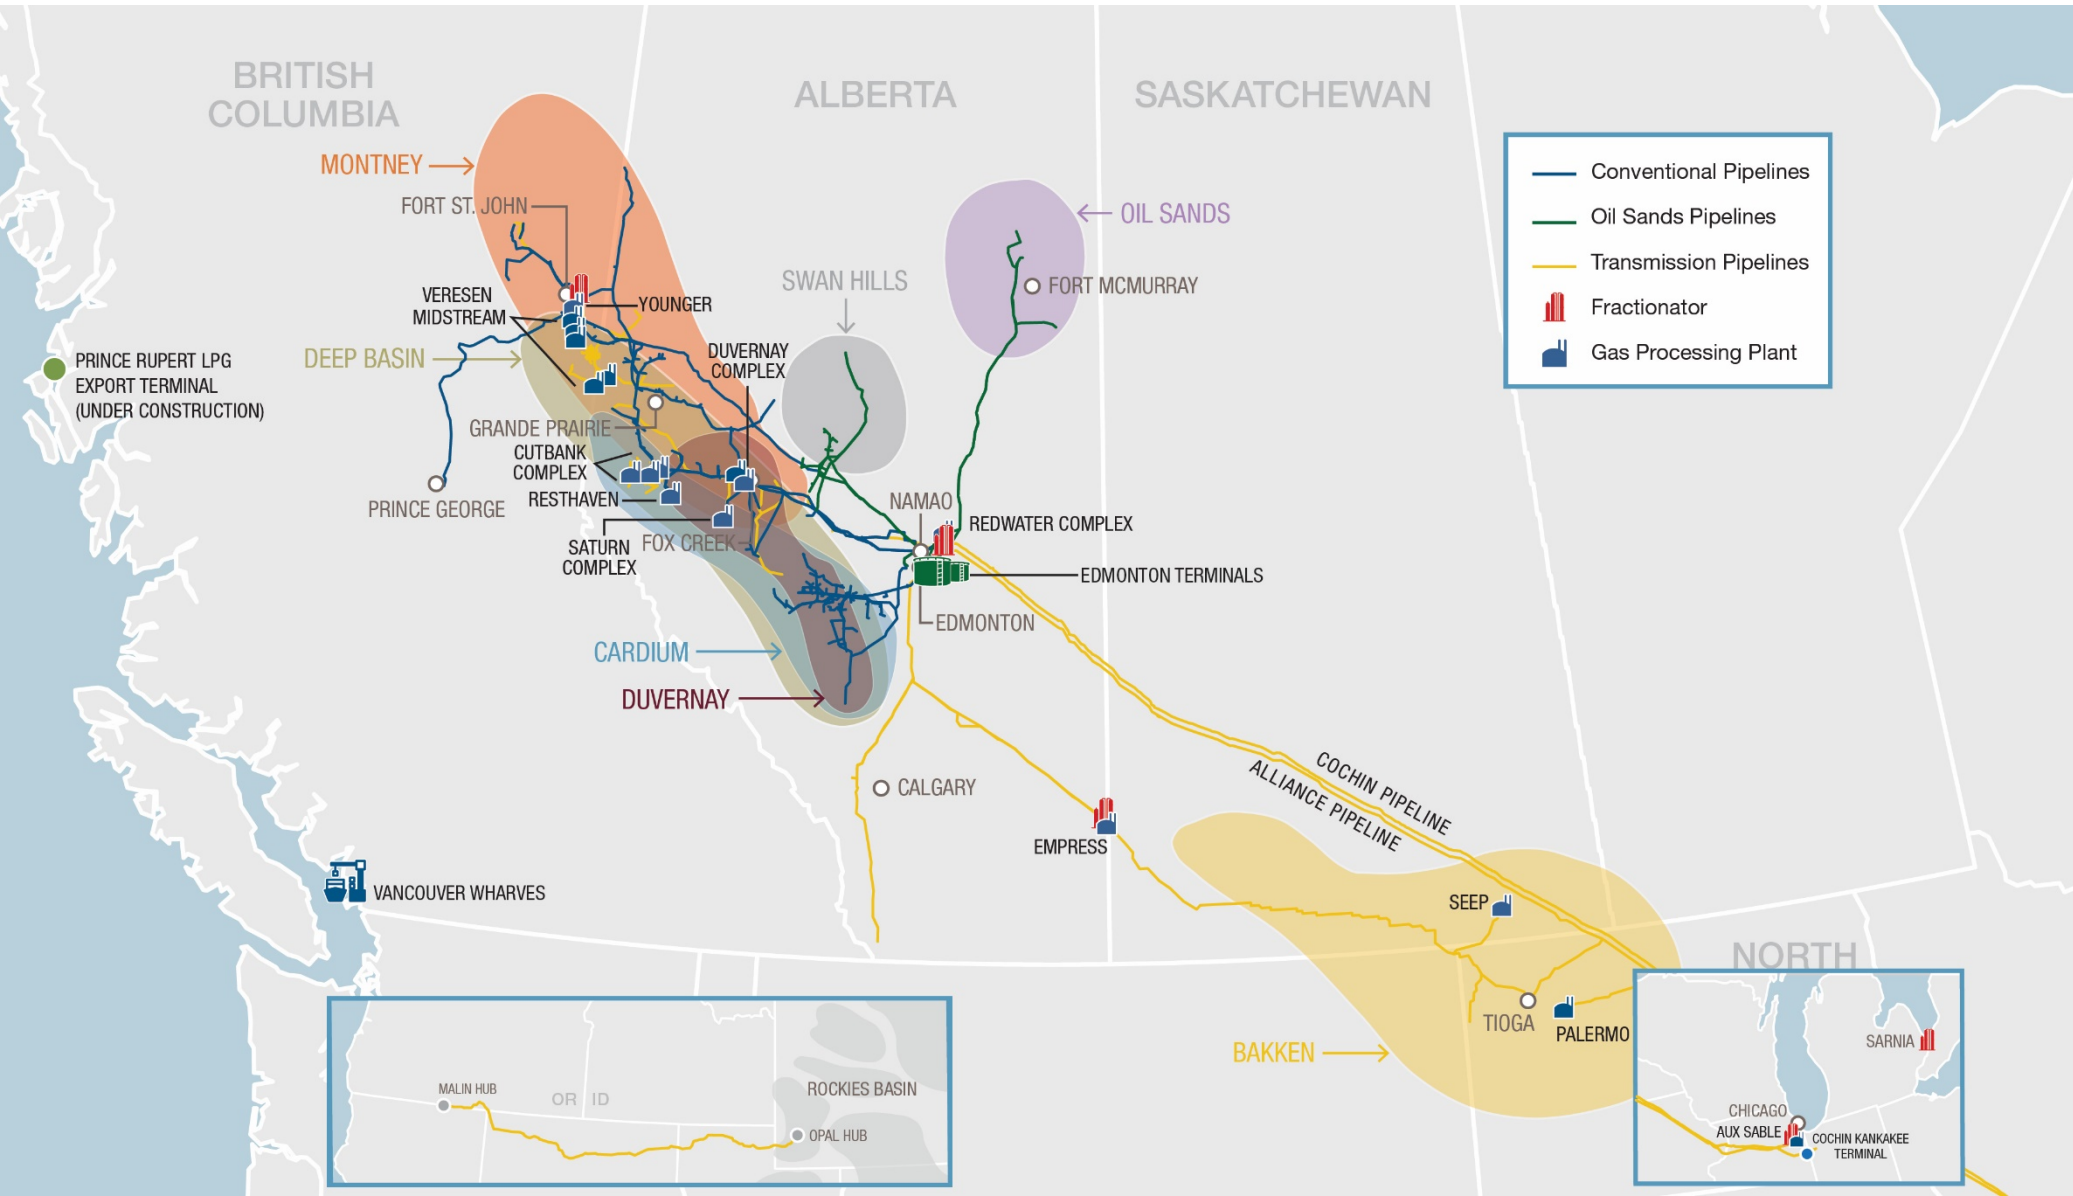 BRITISH
COLUMBIA
ALBERTA
SASKATCHEWAN
MONTNEY
FORT ST. JOHN
OIL SANDS
Conventional Pipelines
Oil Sands Pipelines
Transmission Pipelines
Fractionator
Gas Processing Plant
SWAN HILLS
FORT MCMURRAY
VERESEN
MIDSTREAM
YOUNGER
DEEP BASIN
DUVERNAY
COMPLEX
PRINCE RUPERT LPG
EXPORT TERMINAL
(UNDER CONSTRUCTION)
GRANDE PRAIRIE
CUTBANK
COMPLEX
RESTHAVEN
PRINCE GEORGE
NAMAO
REDWATER COMPLEX
SATURN
COMPLEX
FOX CREEK
EDMONTON TERMINALS
EDMONTON
CARDIUM
DUVERNAY
CALGARY
COCHIN PIPELINE
ALLIANCE PIPELINE
EMPRESS
VANCOUVER WHARVES
SEEP
NORTH
TIOGA
PALERMO
BAKKEN
MALIN HUB
OR
ID
ROCKIES BASIN
OPAL HUB
SARNIA
CHICAGO
AUX SABLE
COCHIN KANKAKEE
TERMINAL